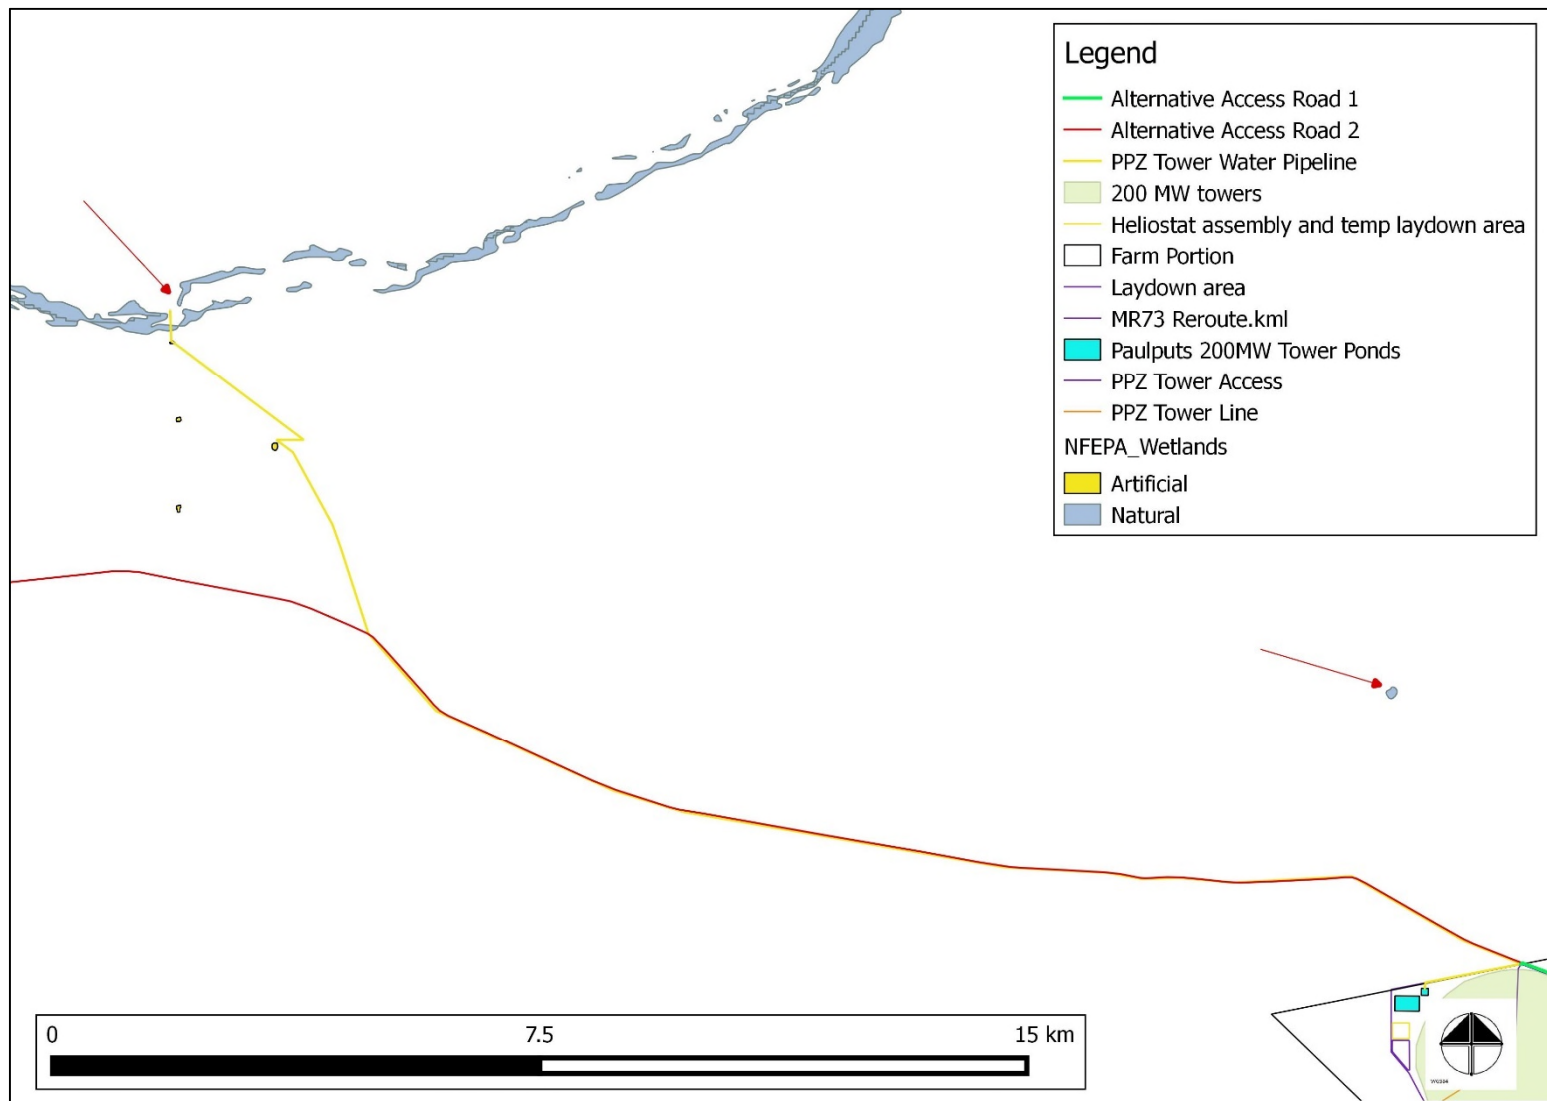 Legend
Alternative Access Road 1
Alternative Access Road 2
PPZ Tower Water Pipeline
200 MW towers
Heliostat assembly and temp laydown area
Farm Portion
Laydown area
MR73 Reroute.kml
Paulputs 200MW Tower Ponds
PPZ Tower Access
PPZ Tower Line
NFEPA_Wetlands
Artificial
Natural
0 7.5 15 km